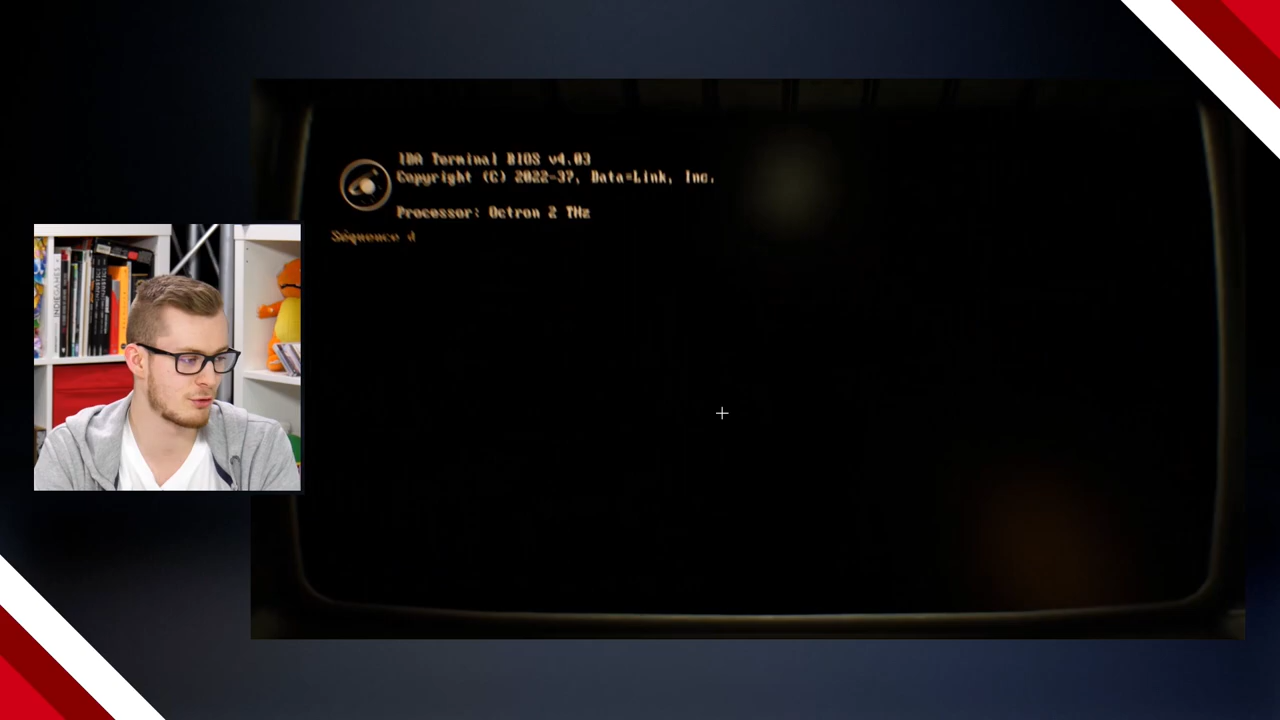 IDA Terminal BIOS v4.03
Copyright (C) 2022-37, Data-Link, Inc.
Processor: Octron 2 THz
Séquence d